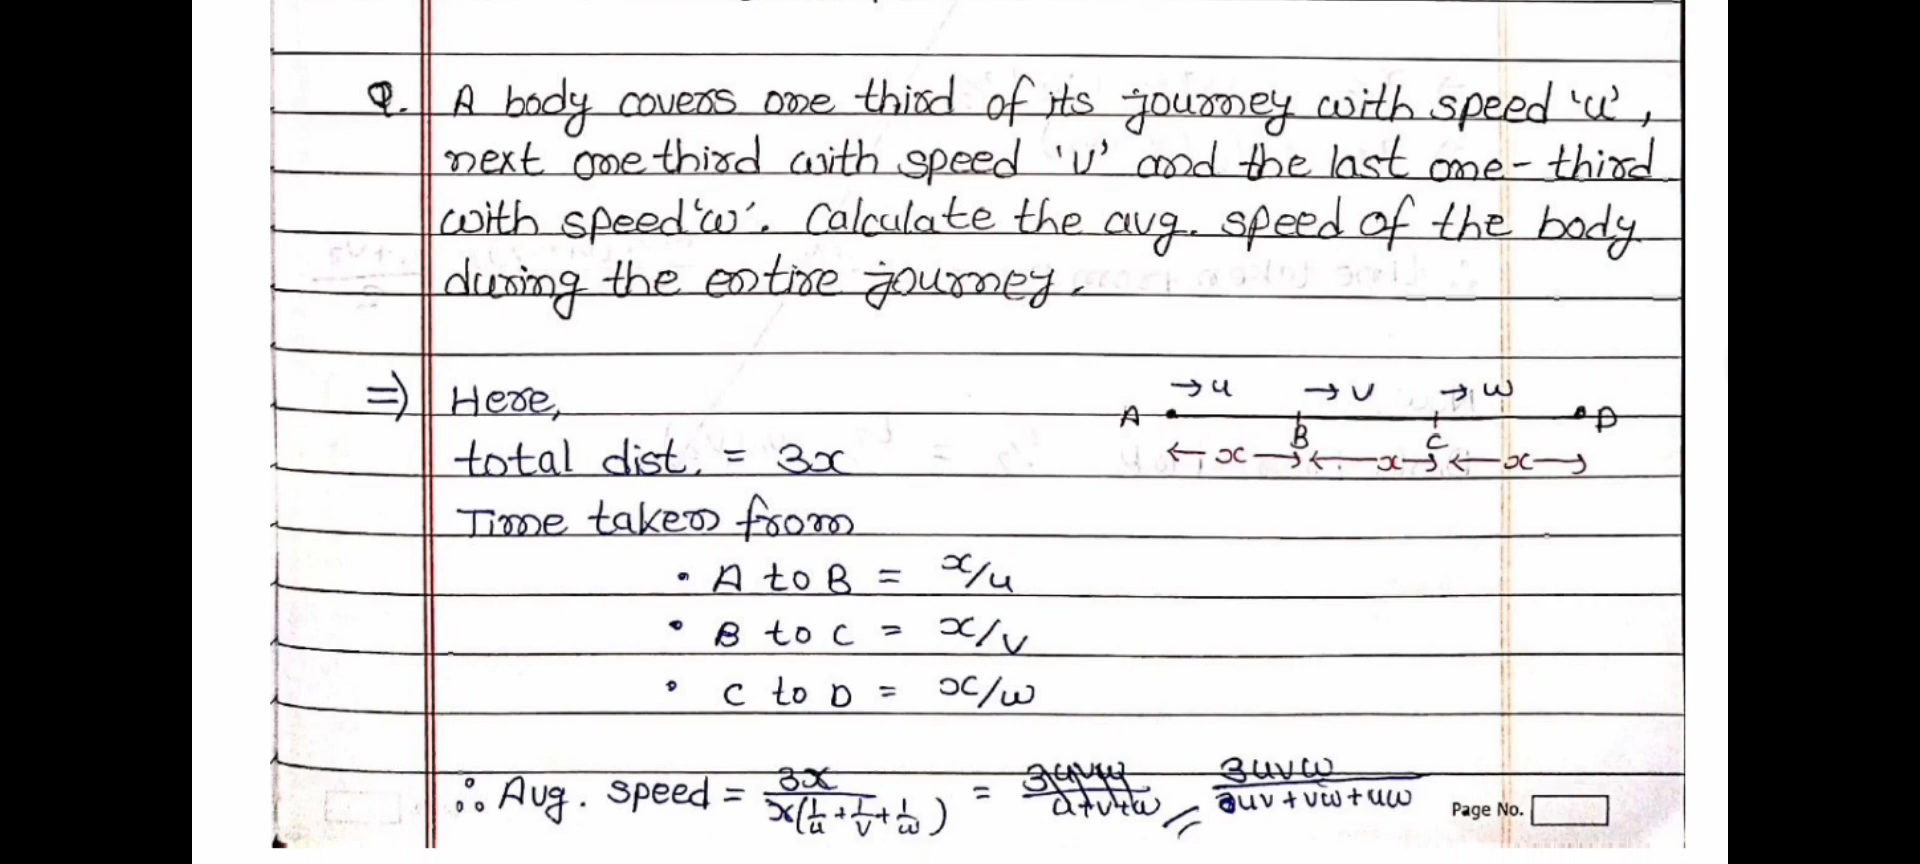 Q. A body covers one third of its journey with speed 'u',
next one third with speed 'v' and the last one-third
with speed 'w'. Calculate the avg. speed of the body
during the entire journey.
=) Here,
→u →v →w
A B C D
total dist. = 3x
←x→ ←x→ ←x→
Time taken from
• A to B = x/u
• B to C = x/v
• C to D = x/w
∴ Avg. speed = 3x / x(1/u + 1/v + 1/w) = 3uvw / u+v+w 3uvw / uv + vw + uw
Page No.